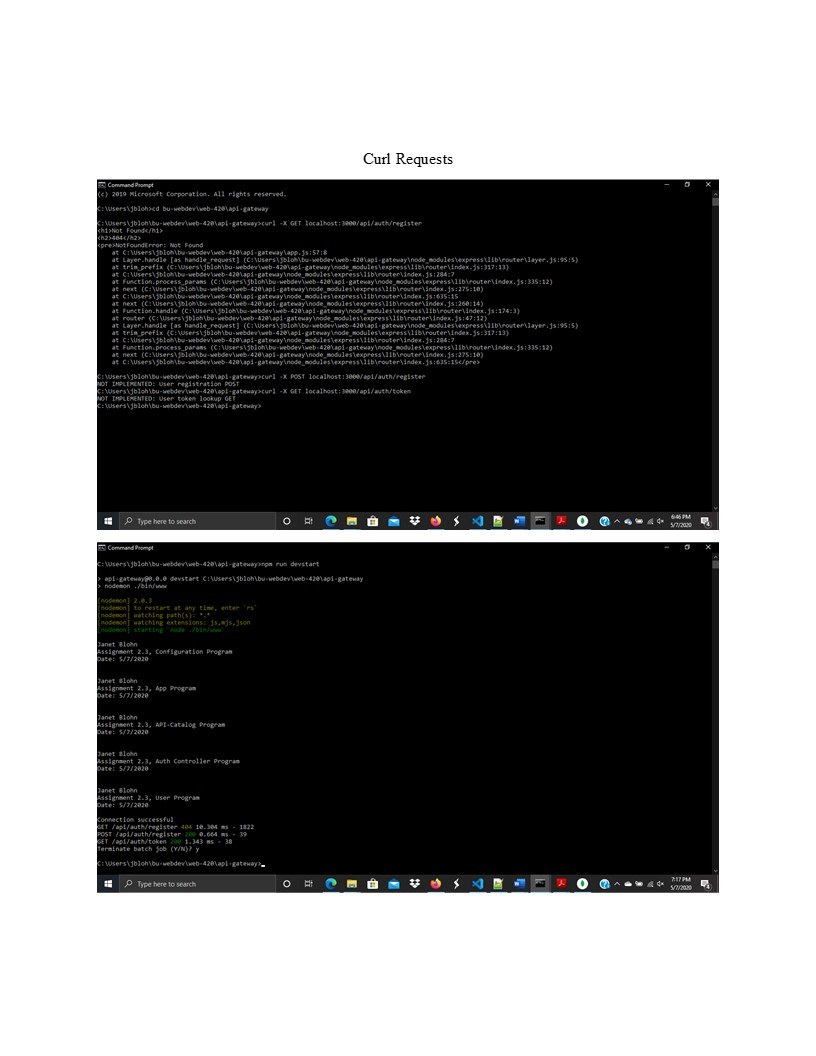 Curl Requests
Command Prompt
(c) 2019 Microsoft Corporation. All rights reserved.
C:\Users\jbloh>cd bu-webdev\web-420\api-gateway
C:\Users\jbloh\bu-webdev\web-420\api-gateway>curl -X GET localhost:3000/api/auth/register
<h1>Not Found</h1>
<h2>404</h2>
<pre>NotFoundError: Not Found
at C:\Users\jbloh\bu-webdev\web-420\api-gateway\app.js:57:8
at Layer.handle [as handle_request] (C:\Users\jbloh\bu-webdev\web-420\api-gateway\node_modules\express\lib\router\layer.js:95:5)
at trim_prefix (C:\Users\jbloh\bu-webdev\web-420\api-gateway\node_modules\express\lib\router\index.js:317:13)
at C:\Users\jbloh\bu-webdev\web-420\api-gateway\node_modules\express\lib\router\index.js:284:7
at Function.process_params (C:\Users\jbloh\bu-webdev\web-420\api-gateway\node_modules\express\lib\router\index.js:335:12)
at next (C:\Users\jbloh\bu-webdev\web-420\api-gateway\node_modules\express\lib\router\index.js:275:10)
at C:\Users\jbloh\bu-webdev\web-420\api-gateway\node_modules\express\lib\router\index.js:635:15
at next (C:\Users\jbloh\bu-webdev\web-420\api-gateway\node_modules\express\lib\router\index.js:260:14)
at Function.handle (C:\Users\jbloh\bu-webdev\web-420\api-gateway\node_modules\express\lib\router\index.js:174:3)
at router (C:\Users\jbloh\bu-webdev\web-420\api-gateway\node_modules\express\lib\router\index.js:47:12)
at Layer.handle [as handle_request] (C:\Users\jbloh\bu-webdev\web-420\api-gateway\node_modules\express\lib\router\layer.js:95:5)
at trim_prefix (C:\Users\jbloh\bu-webdev\web-420\api-gateway\node_modules\express\lib\router\index.js:317:13)
at C:\Users\jbloh\bu-webdev\web-420\api-gateway\node_modules\express\lib\router\index.js:284:7
at Function.process_params (C:\Users\jbloh\bu-webdev\web-420\api-gateway\node_modules\express\lib\router\index.js:335:12)
at next (C:\Users\jbloh\bu-webdev\web-420\api-gateway\node_modules\express\lib\router\index.js:275:10)
at C:\Users\jbloh\bu-webdev\web-420\api-gateway\node_modules\express\lib\router\index.js:635:15</pre>
C:\Users\jbloh\bu-webdev\web-420\api-gateway>curl -X POST localhost:3000/api/auth/register
NOT IMPLEMENTED: User registration POST
C:\Users\jbloh\bu-webdev\web-420\api-gateway>curl -X GET localhost:3000/api/auth/token
NOT IMPLEMENTED: User token lookup GET
C:\Users\jbloh\bu-webdev\web-420\api-gateway>
Type here to search
6:46 PM
5/7/2020
Command Prompt
C:\Users\jbloh\bu-webdev\web-420\api-gateway>npm run devstart
> api-gateway@0.0.0 devstart C:\Users\jbloh\bu-webdev\web-420\api-gateway
> nodemon ./bin/www
[nodemon] 2.0.3
[nodemon] to restart at any time, enter `rs`
[nodemon] watching path(s): *.*
[nodemon] watching extensions: js,mjs,json
[nodemon] starting `node ./bin/www`
Janet Blohn
Assignment 2.3, Configuration Program
Date: 5/7/2020
Janet Blohn
Assignment 2.3, App Program
Date: 5/7/2020
Janet Blohn
Assignment 2.3, API-Catalog Program
Date: 5/7/2020
Janet Blohn
Assignment 2.3, Auth Controller Program
Date: 5/7/2020
Janet Blohn
Assignment 2.3, User Program
Date: 5/7/2020
Connection successful
GET /api/auth/register 404 10.304 ms - 1822
POST /api/auth/register 200 0.664 ms - 39
GET /api/auth/token 200 1.343 ms - 38
Terminate batch job (Y/N)? y
C:\Users\jbloh\bu-webdev\web-420\api-gateway>
Type here to search
7:17 PM
5/7/2020